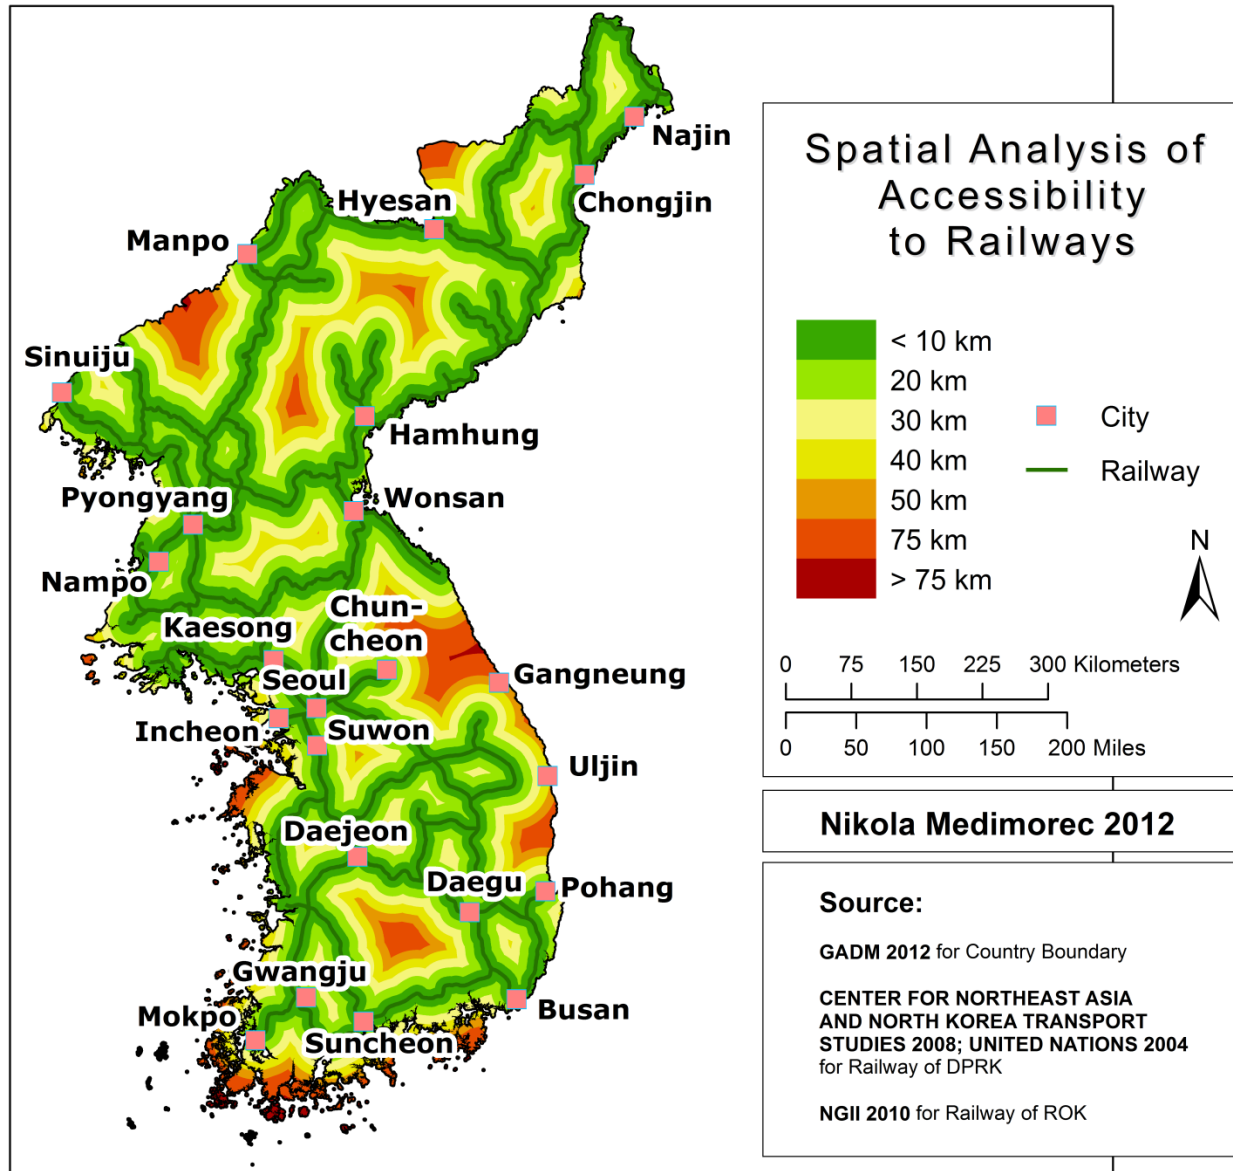 Najin
Chongjin
Hyesan
Manpo
Sinuiju
Hamhung
Pyongyang
Wonsan
Nampo
Chun-
cheon
Kaesong
Seoul
Gangneung
Incheon
Suwon
Uljin
Daejeon
Daegu
Pohang
Gwangju
Mokpo
Suncheon
Busan
Spatial Analysis of
Accessibility
to Railways
< 10 km
20 km
30 km
40 km
50 km
75 km
> 75 km
City
Railway
N
0 75 150 225 300 Kilometers
0 50 100 150 200 Miles
Nikola Medimorec 2012
Source:
GADM 2012 for Country Boundary
CENTER FOR NORTHEAST ASIA
AND NORTH KOREA TRANSPORT
STUDIES 2008; UNITED NATIONS 2004
for Railway of DPRK
NGII 2010 for Railway of ROK